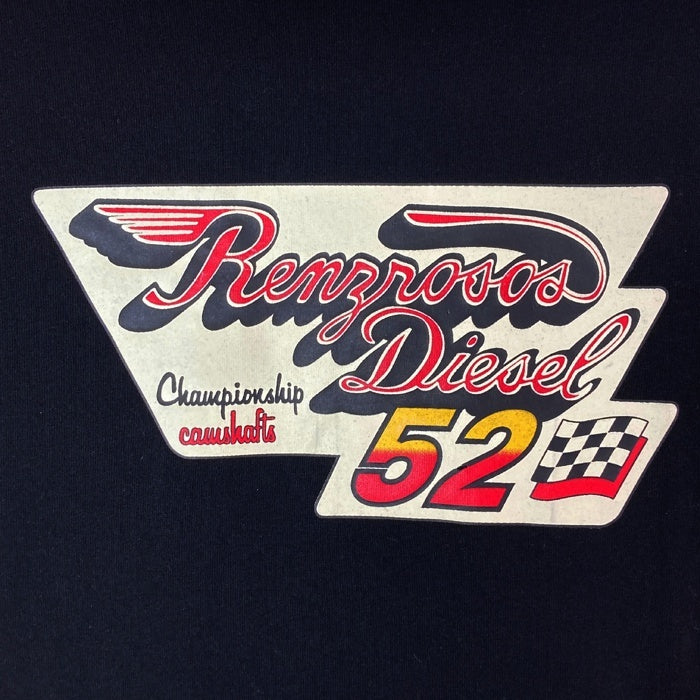 Renzrosos
Diesel
Championship
camshafts
52